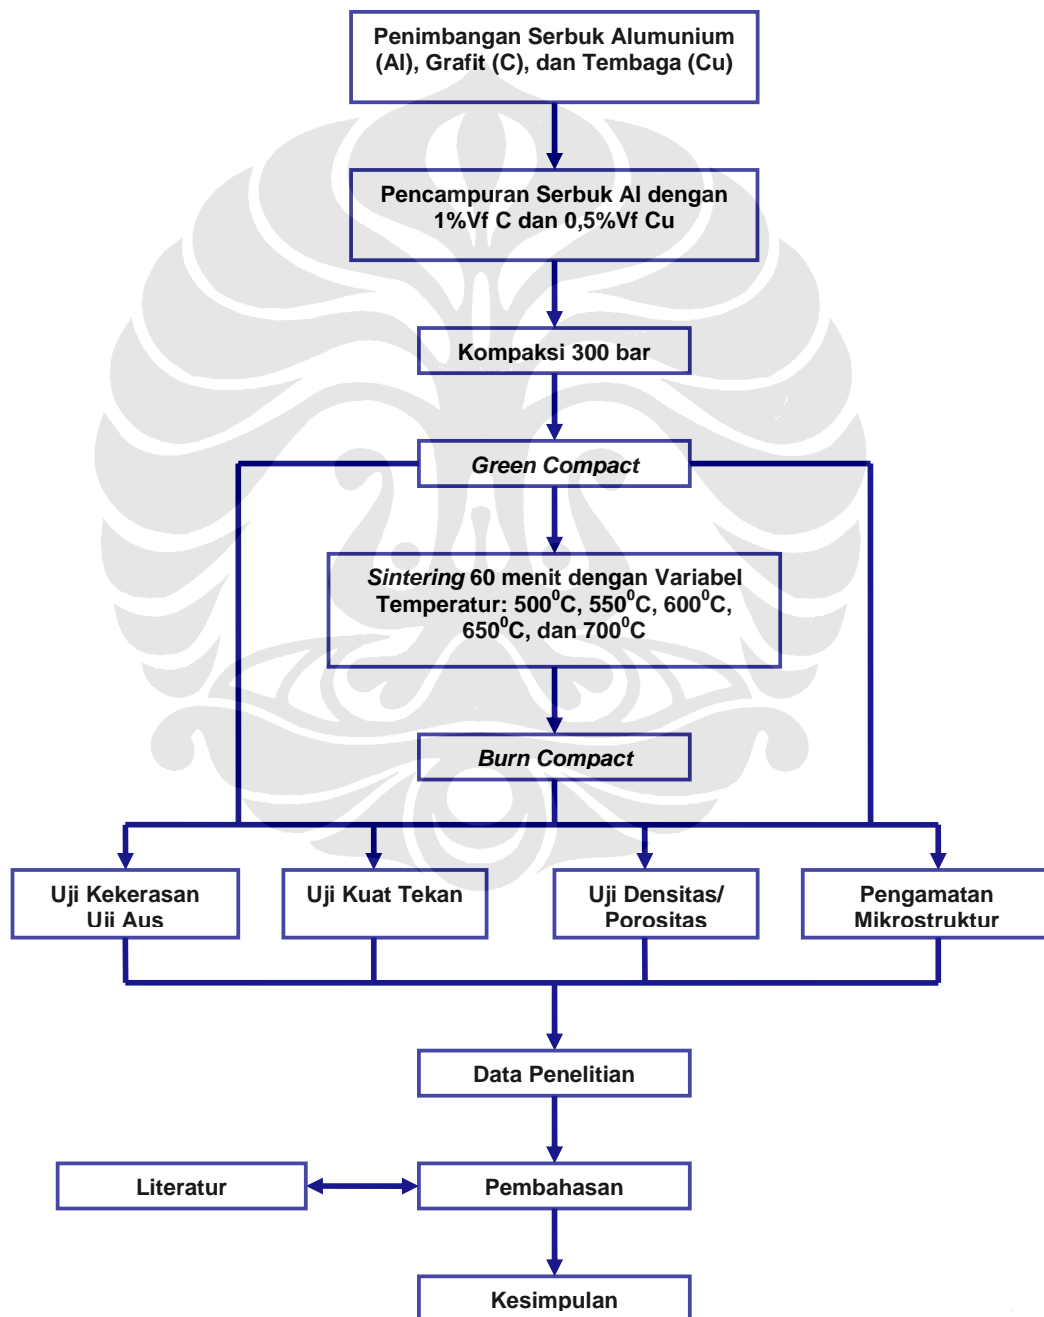 Penimbangan Serbuk Alumunium
(Al), Grafit (C), dan Tembaga (Cu)
Pencampuran Serbuk Al dengan
1%Vf C dan 0,5%Vf Cu
Kompaksi 300 bar
Green Compact
Sintering 60 menit dengan Variabel
Temperatur: 500⁰C, 550⁰C, 600⁰C,
650⁰C, dan 700⁰C
Burn Compact
Uji Kekerasan
Uji Aus
Uji Kuat Tekan
Uji Densitas/
Porositas
Pengamatan
Mikrostruktur
Data Penelitian
Literatur
Pembahasan
Kesimpulan